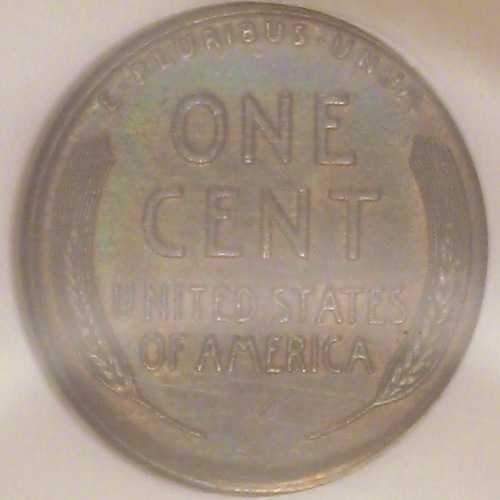 E·PLURIBUS·UNUM
ONE
CENT
UNITED STATES
OF AMERICA